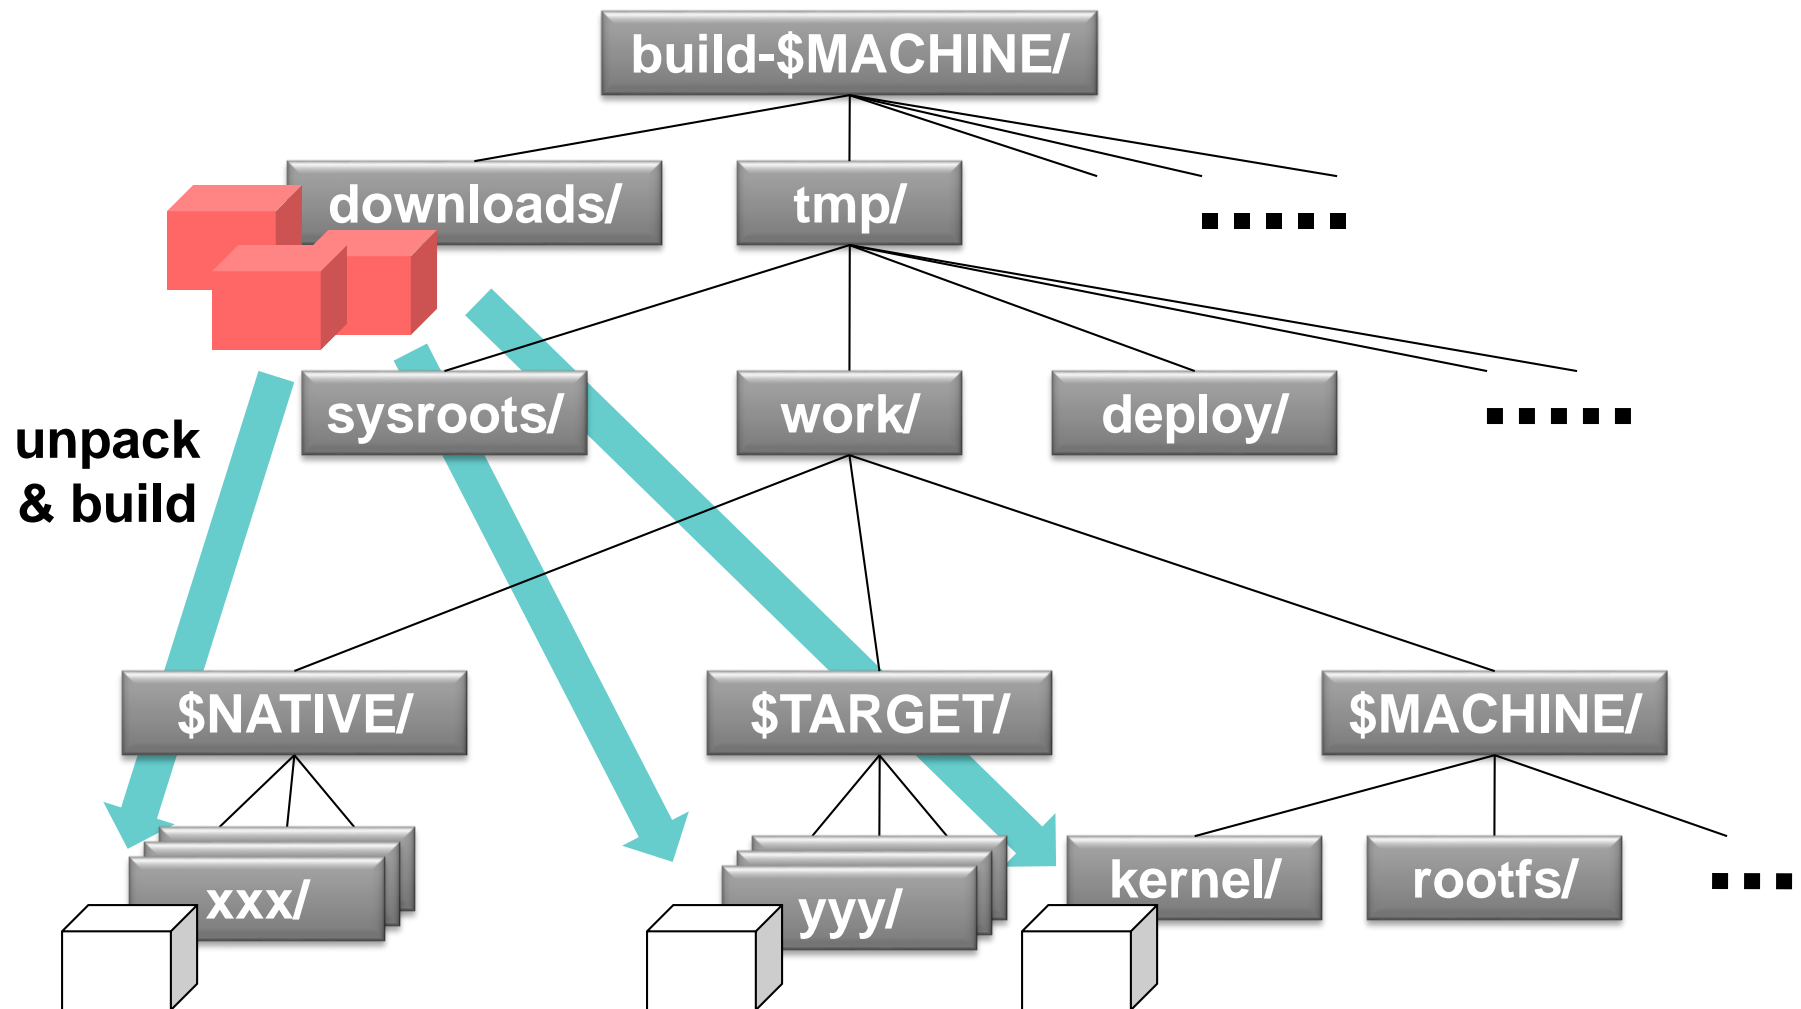 build-$MACHINE/
downloads/
tmp/
.....
sysroots/
work/
deploy/
.....
unpack
& build
$NATIVE/
$TARGET/
$MACHINE/
xxx/
yyy/
kernel/
rootfs/
...